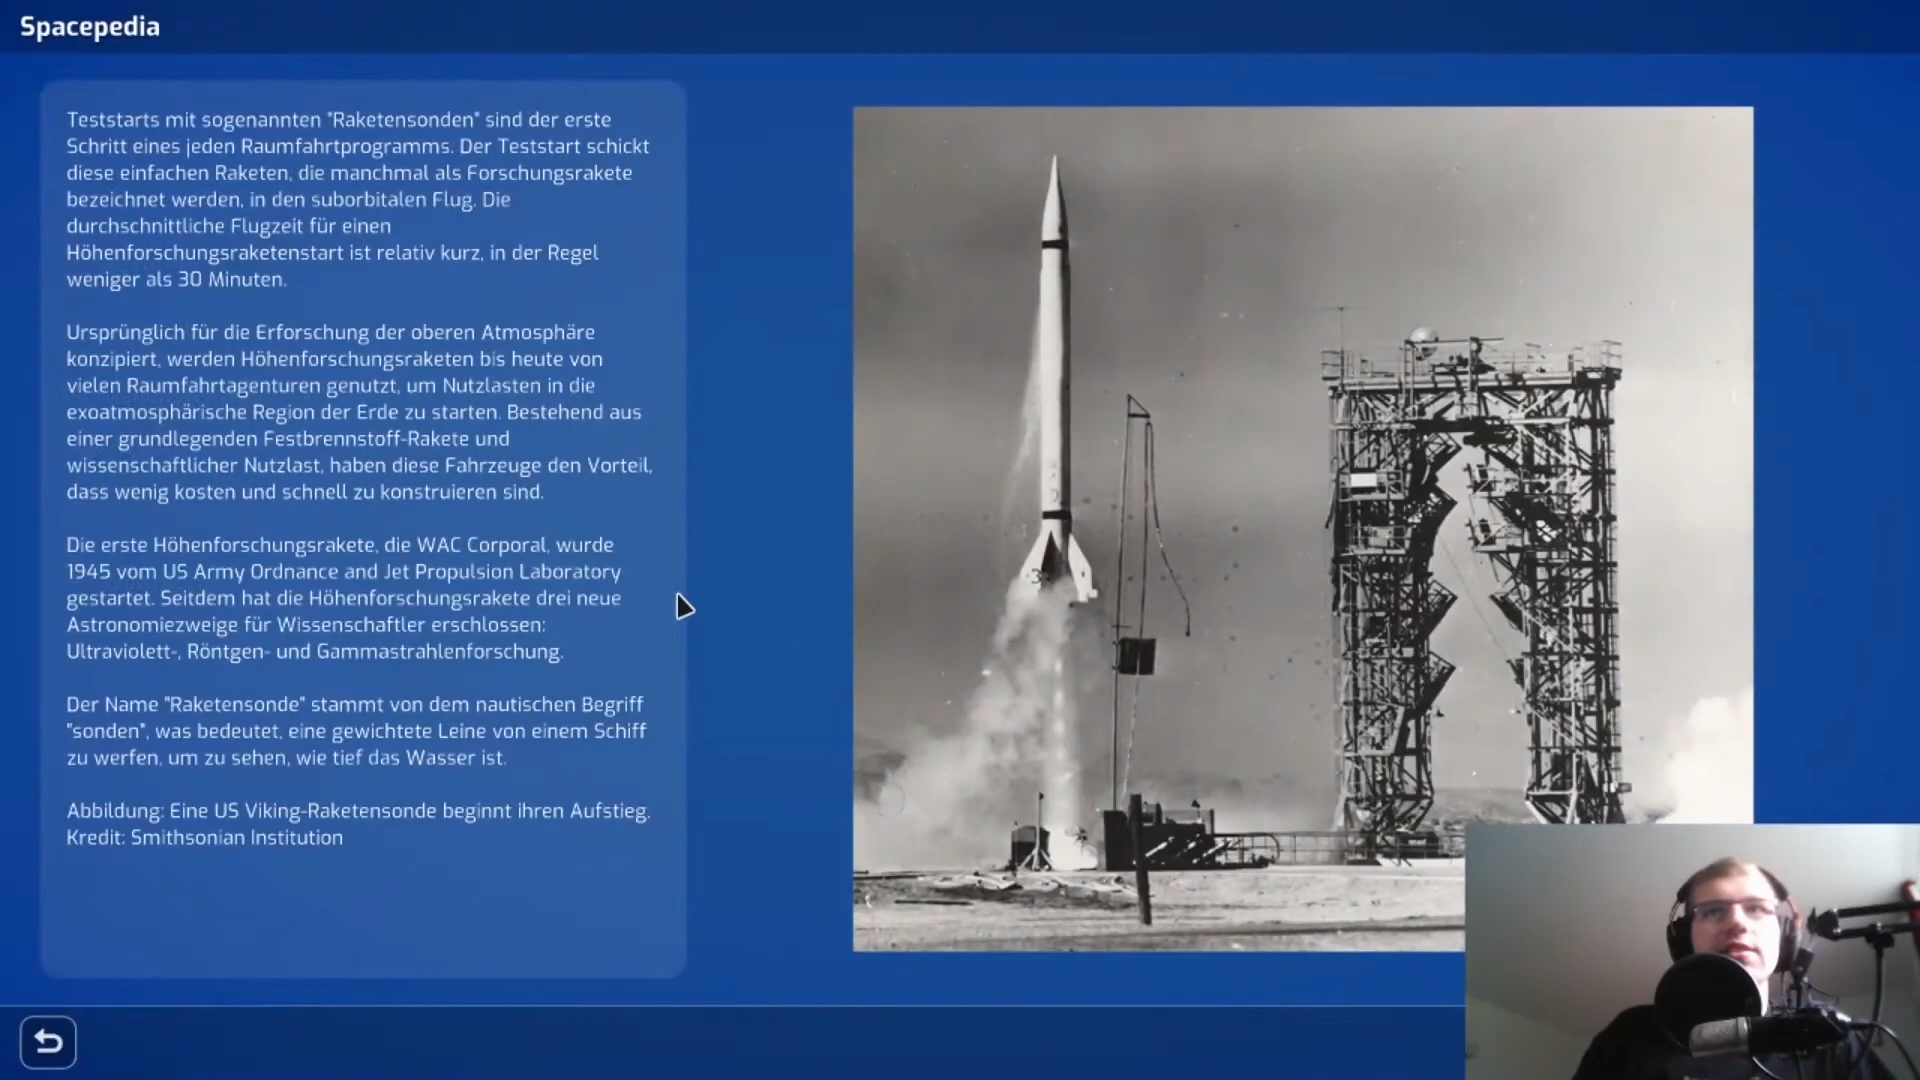 Spacepedia
Teststarts mit sogenannten "Raketensonden" sind der erste
Schritt eines jeden Raumfahrtprogramms. Der Teststart schickt
diese einfachen Raketen, die manchmal als Forschungsrakete
bezeichnet werden, in den suborbitalen Flug. Die
durchschnittliche Flugzeit für einen
Höhenforschungsraketenstart ist relativ kurz, in der Regel
weniger als 30 Minuten.
Ursprünglich für die Erforschung der oberen Atmosphäre
konzipiert, werden Höhenforschungsraketen bis heute von
vielen Raumfahrtagenturen genutzt, um Nutzlasten in die
exoatmosphärische Region der Erde zu starten. Bestehend aus
einer grundlegenden Festbrennstoff-Rakete und
wissenschaftlicher Nutzlast, haben diese Fahrzeuge den Vorteil,
dass wenig kosten und schnell zu konstruieren sind.
Die erste Höhenforschungsrakete, die WAC Corporal, wurde
1945 vom US Army Ordnance and Jet Propulsion Laboratory
gestartet. Seitdem hat die Höhenforschungsrakete drei neue
Astronomiezweige für Wissenschaftler erschlossen:
Ultraviolett-, Röntgen- und Gammastrahlenforschung.
Der Name "Raketensonde" stammt von dem nautischen Begriff
"sonden", was bedeutet, eine gewichtete Leine von einem Schiff
zu werfen, um zu sehen, wie tief das Wasser ist.
Abbildung: Eine US Viking-Raketensonde beginnt ihren Aufstieg.
Kredit: Smithsonian Institution